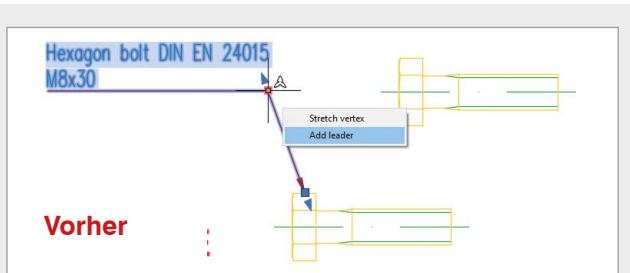 Hexagon bolt DIN EN 24015
M8x30
Stretch vertex
Add leader
Vorher